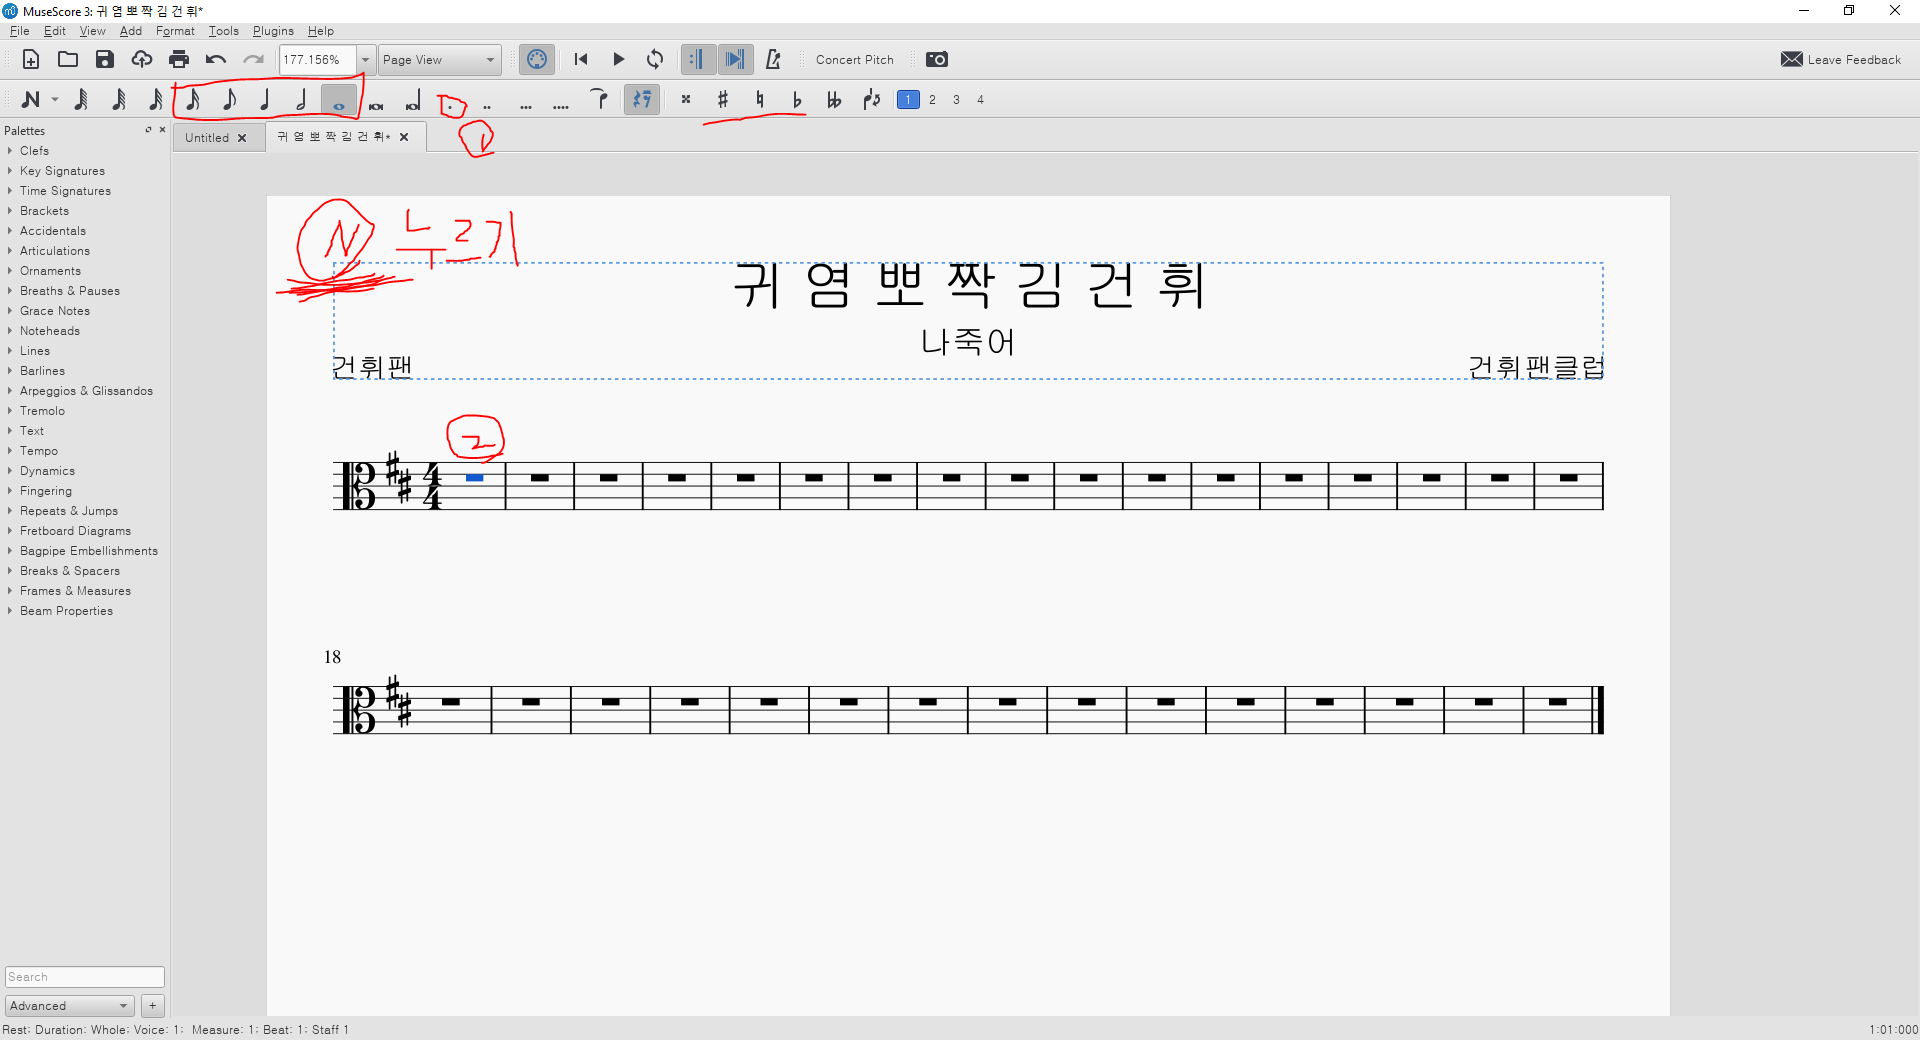 MuseScore 3: 귀 염 뽀 짝 김 건 휘*
File Edit View Add Format Tools Plugins Help
177.156% Page View Concert Pitch Leave Feedback
1 2 3 4
Palettes
Untitled 귀 염 뽀 짝 김 건 휘*
①
Clefs
Key Signatures
Time Signatures
Brackets
Accidentals
Articulations
Ornaments
Breaths & Pauses
Grace Notes
Noteheads
Lines
Barlines
Arpeggios & Glissandos
Tremolo
Text
Tempo
Dynamics
Fingering
Repeats & Jumps
Fretboard Diagrams
Bagpipe Embellishments
Breaks & Spacers
Frames & Measures
Beam Properties
Search
Advanced +
N 누르기
귀 염 뽀 짝 김 건 휘
나죽어
건휘팬 건휘팬클럽
2
4
4
18
Rest; Duration: Whole; Voice: 1; Measure: 1; Beat: 1; Staff 1 1:01:000